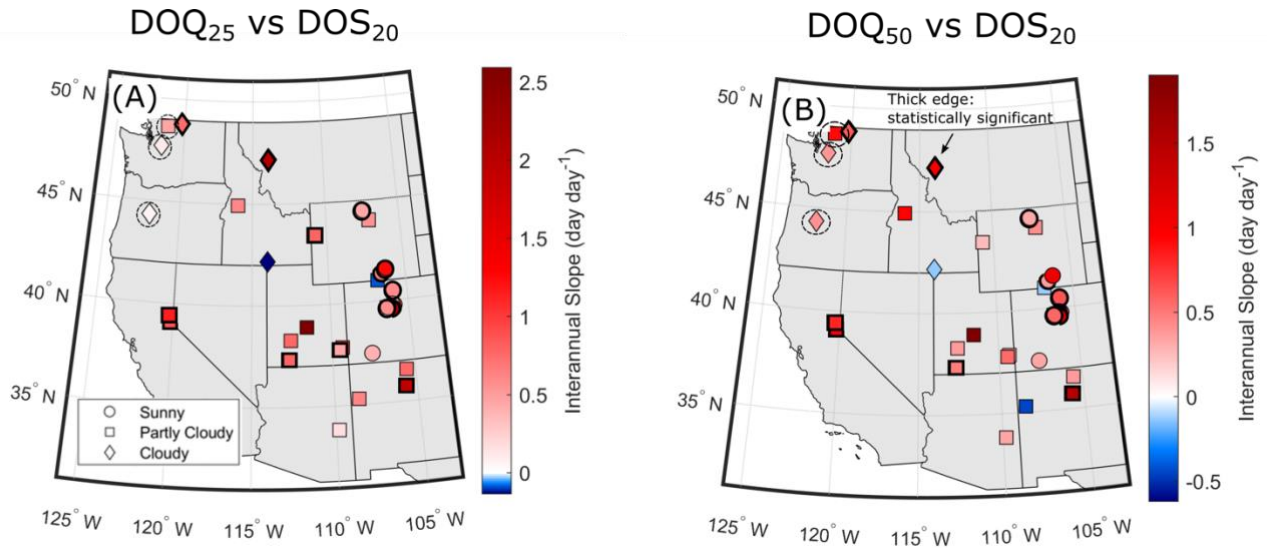 DOQ25 vs DOS20
DOQ50 vs DOS20
(A)
50° N
45° N
40° N
35° N
125° W
120° W
115° W
110° W
105° W
Sunny
Partly Cloudy
Cloudy
2.5
2
1.5
1
0.5
0
Interannual Slope (day day-1)
(B)
Thick edge:
statistically significant
50° N
45° N
40° N
35° N
125° W
120° W
115° W
110° W
105° W
1.5
1
0.5
0
-0.5
Interannual Slope (day day-1)